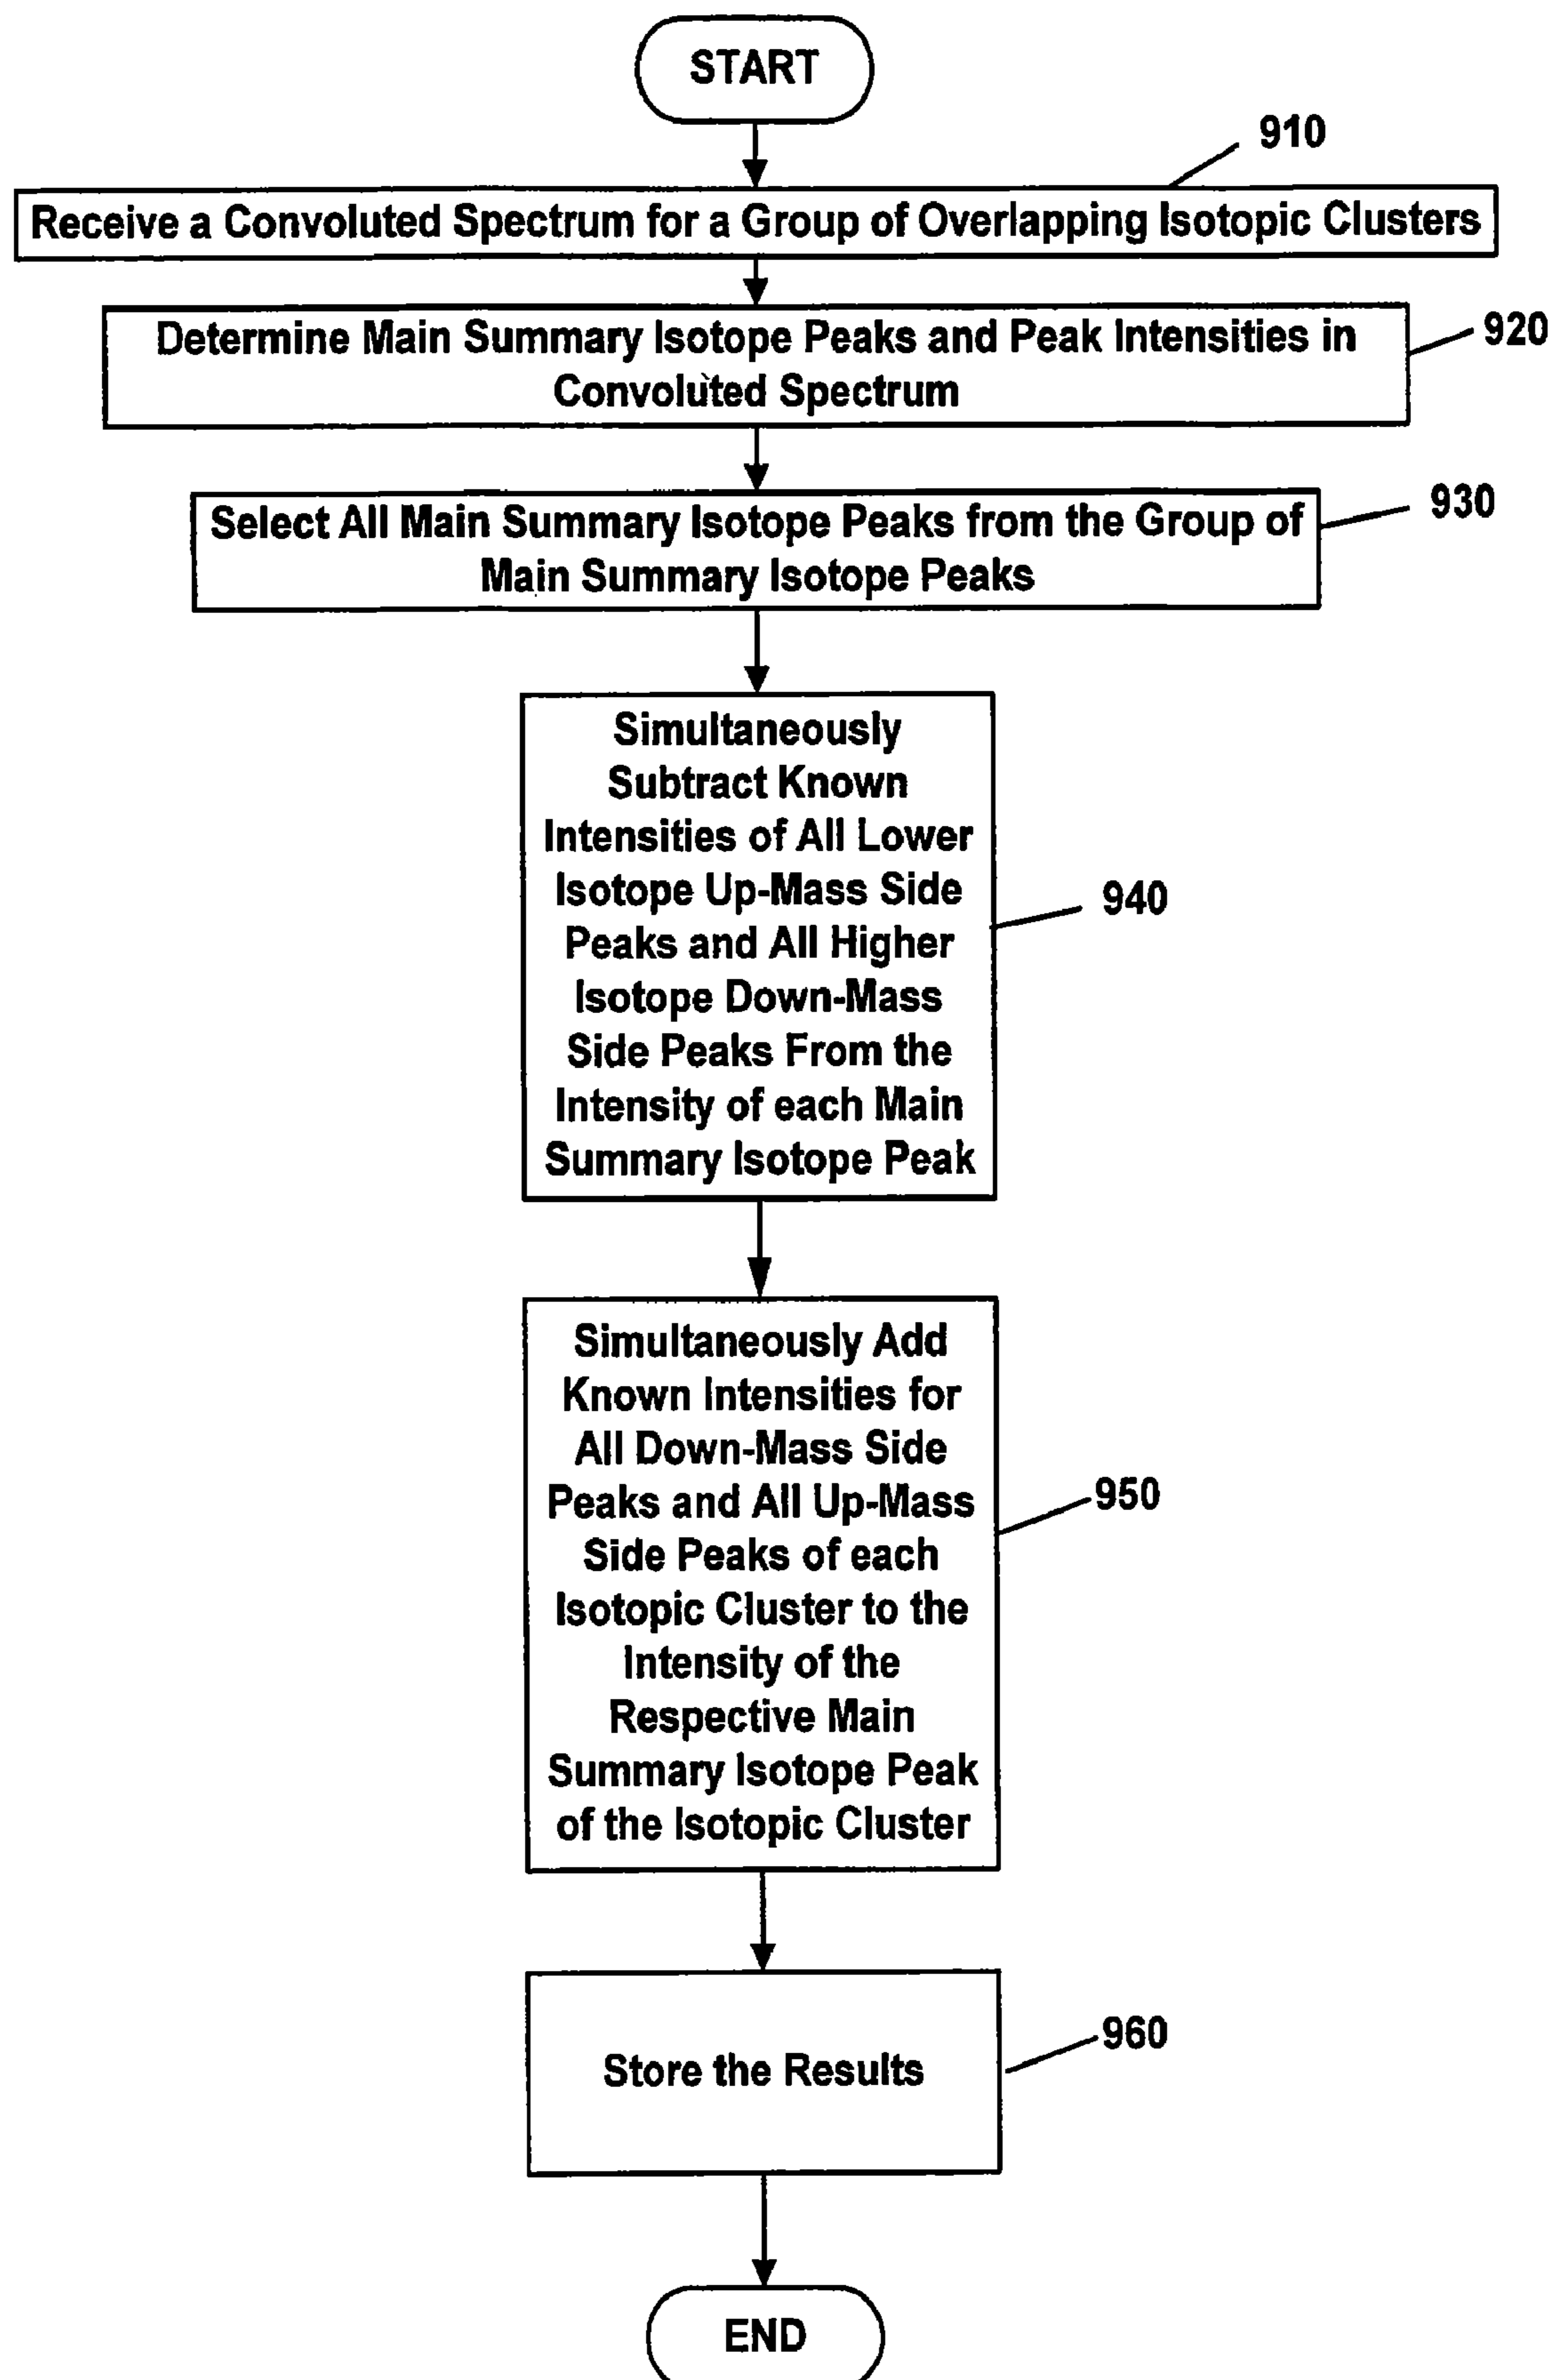 START
910
Receive a Convoluted Spectrum for a Group of Overlapping Isotopic Clusters
Determine Main Summary Isotope Peaks and Peak Intensities in
Convoluted Spectrum
920
Select All Main Summary Isotope Peaks from the Group of
Main Summary Isotope Peaks
930
Simultaneously
Subtract Known
Intensities of All Lower
Isotope Up-Mass Side
Peaks and All Higher
Isotope Down-Mass
Side Peaks From the
Intensity of each Main
Summary Isotope Peak
940
Simultaneously Add
Known Intensities for
All Down-Mass Side
Peaks and All Up-Mass
Side Peaks of each
Isotopic Cluster to the
Intensity of the
Respective Main
Summary Isotope Peak
of the Isotopic Cluster
950
Store the Results
960
END